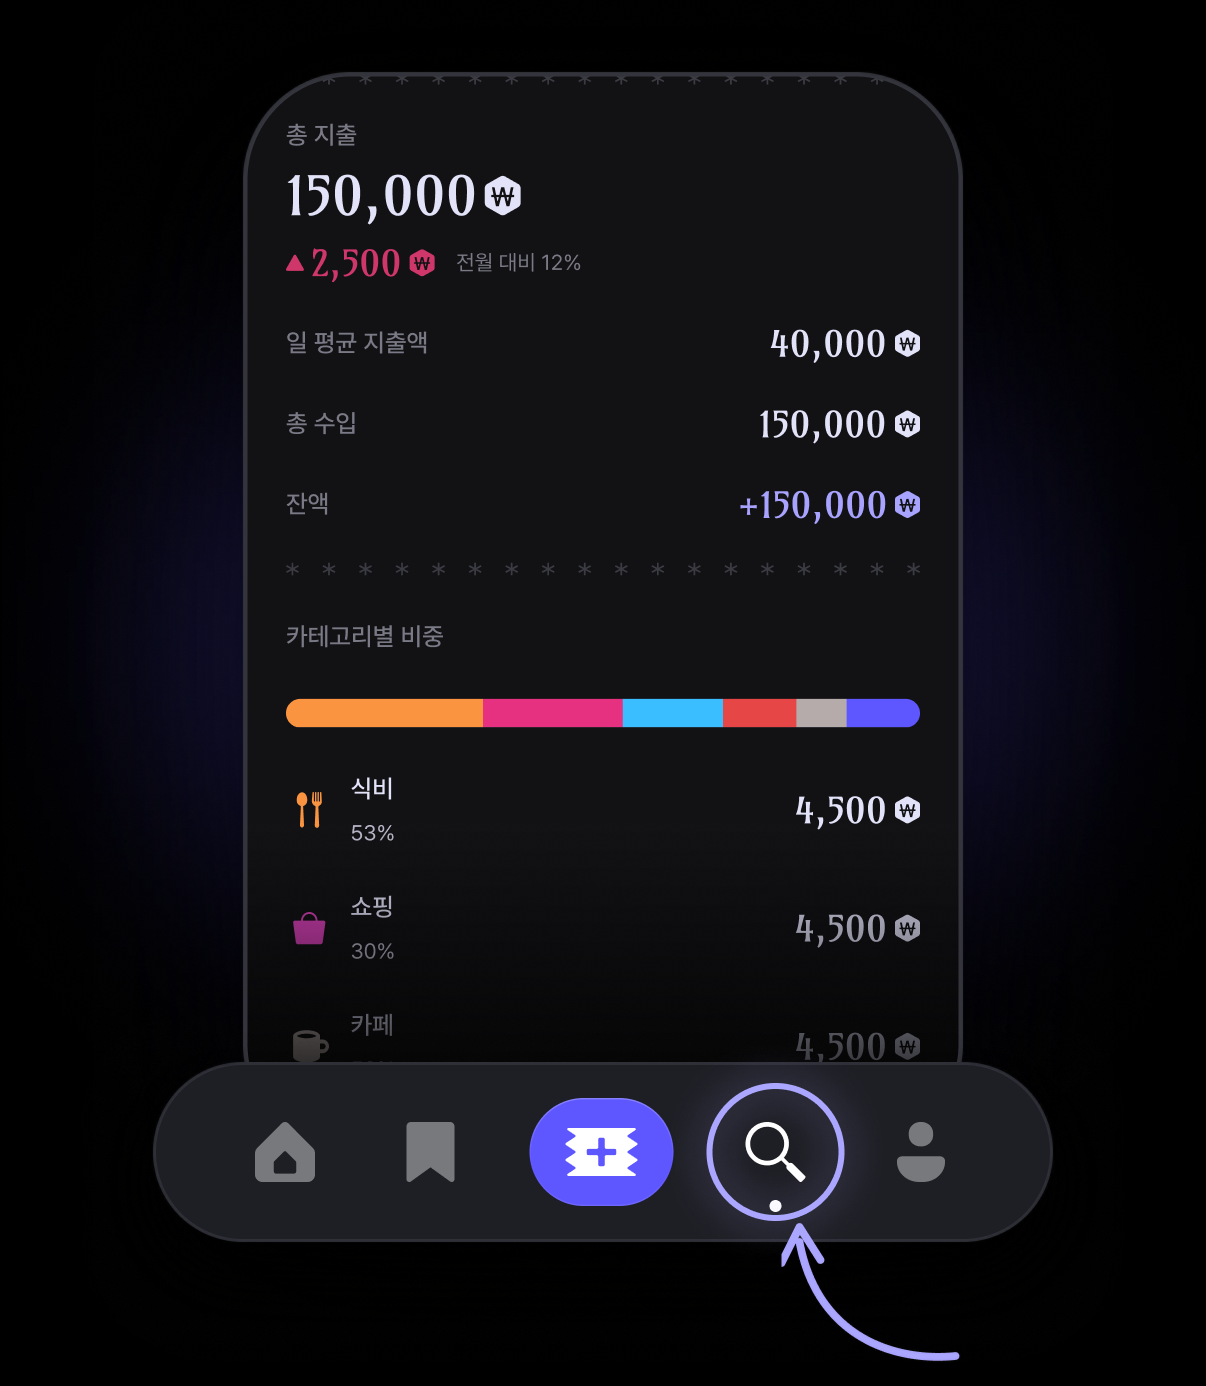 총 지출
150,000 ₩
▲ 2,500 ₩ 전월 대비 12%
일 평균 지출액 40,000 ₩
총 수입 150,000 ₩
잔액 +150,000 ₩
* * * * * * * * * * * * * * * * * *
카테고리별 비중
식비
53%
4,500 ₩
쇼핑
30%
4,500 ₩
카페
4,500 ₩